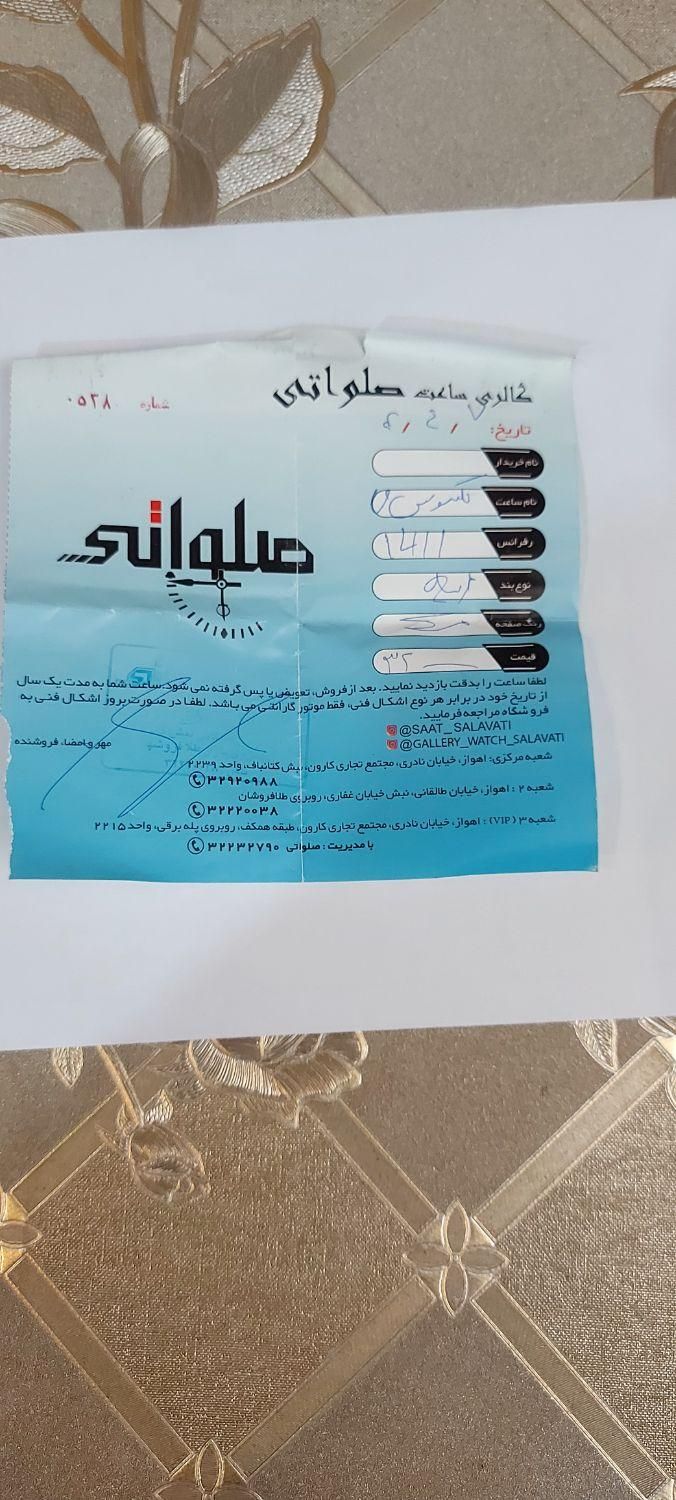 گالری ساعت صلواتی
شماره ۰۵۲۸
تاریخ:
نام خریدار
نام ساعت
رفرانس 1411
نوع بند
رنگ صفحه
قیمت
صلواتی
لطفا ساعت را بدقت بازدید نمایید. بعد از فروش، تعویض یا پس گرفته نمی شود. ساعت شما به مدت یک سال
از تاریخ خود در برابر هر نوع اشکال فنی، فقط موتور گارانتی می باشد. لطفا در صورت بروز اشکال فنی به
فروشگاه مراجعه فرمایید.
@SAAT_SALAVATI
@GALLERY_WATCH_SALAVATI
مهر و امضاء فروشنده
شعبه مرکزی: اهواز، خیابان نادری، مجتمع تجاری کارون، نبش کتانباف، واحد ۲۲۳۹
۳۲۹۲۰۹۸۸
شعبه ۲ : اهواز، خیابان طالقانی، نبش خیابان غفاری، روبروی طلافروشان
۳۲۲۲۰۰۳۸
شعبه ۳ (VIP) : اهواز، خیابان نادری، مجتمع تجاری کارون، طبقه همکف، روبروی پله برقی، واحد ۲۲۱۵
با مدیریت : صلواتی ۳۲۲۳۲۷۹۰